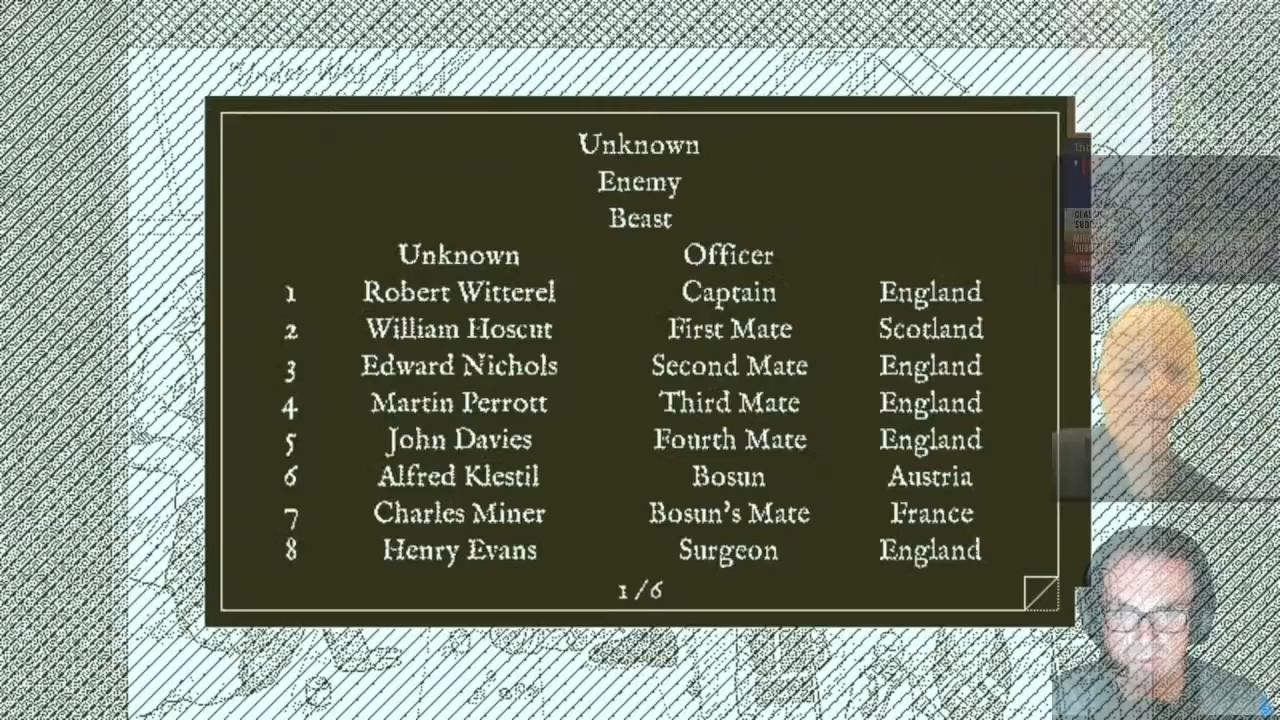 Unknown
Enemy
Beast
Unknown Officer
1 Robert Witterel Captain England
2 William Hoscut First Mate Scotland
3 Edward Nichols Second Mate England
4 Martin Perrott Third Mate England
5 John Davies Fourth Mate England
6 Alfred Klestil Bosun Austria
7 Charles Miner Bosun's Mate France
8 Henry Evans Surgeon England
1/6